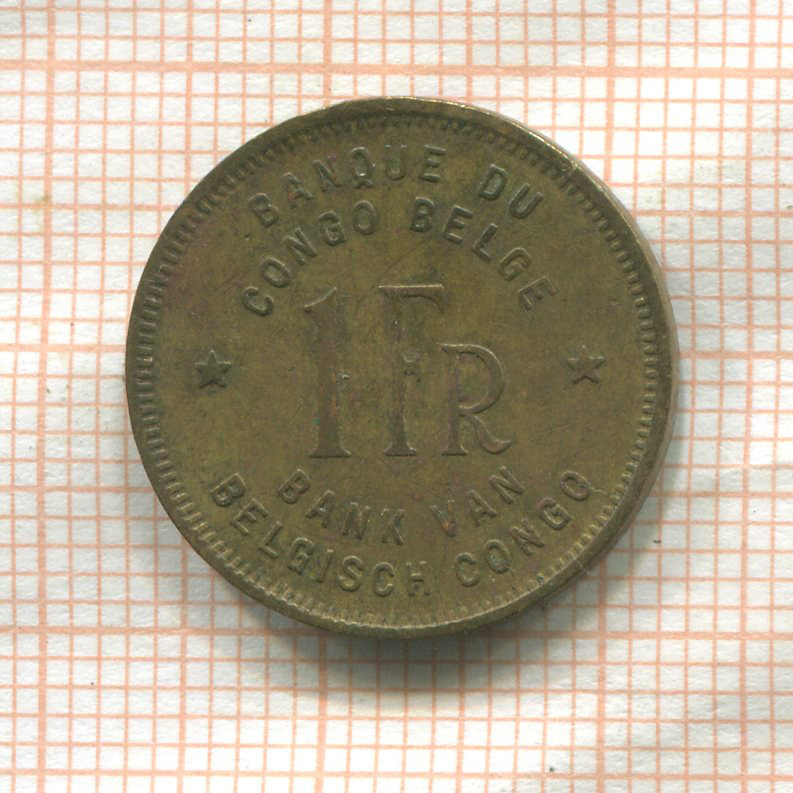 BANQUE DU
CONGO BELGE
1 FR
BANK VAN
BELGISCH CONGO